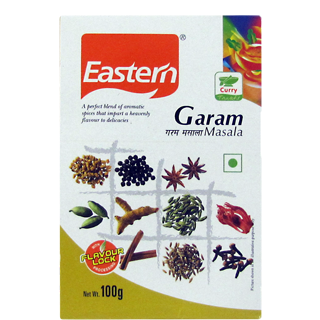 Eastern®
A perfect blend of aromatic
spices that impart a heavenly
flavour to delicacies
Curry
Garam
गरम मसाला Masala
FLAVOUR
LOCK
Net Wt. 100g